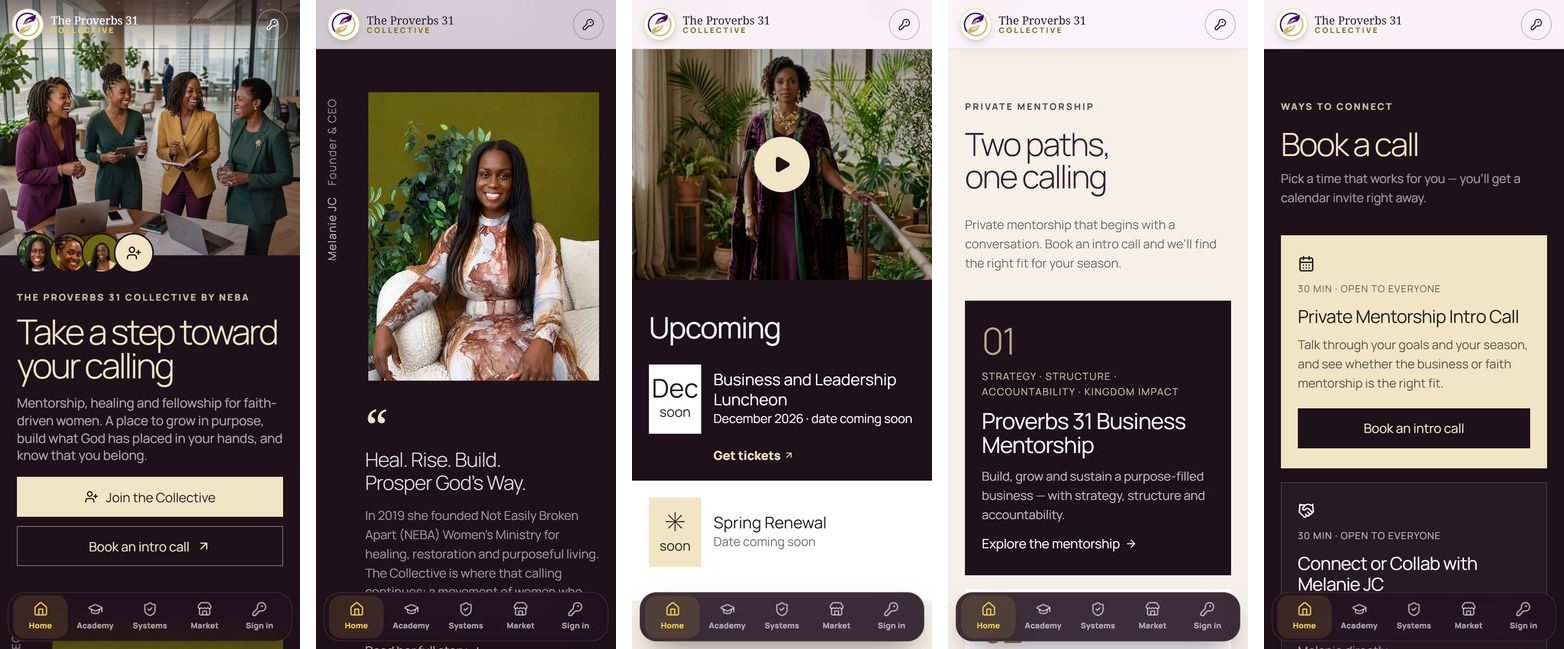 The Proverbs 31
COLLECTIVE
THE PROVERBS 31 COLLECTIVE BY NEBA
Take a step toward
your calling
Mentorship, healing and fellowship for faith-
driven women. A place to grow in purpose,
build what God has placed in your hands, and
know that you belong.
Join the Collective
Book an intro call
Home
Academy
Systems
Market
Sign in
The Proverbs 31
COLLECTIVE
Melanie JC Founder & CEO
“
Heal. Rise. Build.
Prosper God's Way.
In 2019 she founded Not Easily Broken
Apart (NEBA) Women's Ministry for
healing, restoration and purposeful living.
The Collective is where that calling
continues: a movement of women who
Home
Academy
Systems
Market
Sign in
The Proverbs 31
COLLECTIVE
Upcoming
Dec
soon
Business and Leadership
Luncheon
December 2026 · date coming soon
Get tickets
soon
Spring Renewal
Date coming soon
Home
Academy
Systems
Market
Sign in
The Proverbs 31
COLLECTIVE
PRIVATE MENTORSHIP
Two paths,
one calling
Private mentorship that begins with a
conversation. Book an intro call and we'll find
the right fit for your season.
01
STRATEGY · STRUCTURE ·
ACCOUNTABILITY · KINGDOM IMPACT
Proverbs 31 Business
Mentorship
Build, grow and sustain a purpose-filled
business — with strategy, structure and
accountability.
Explore the mentorship
Home
Academy
Systems
Market
Sign in
The Proverbs 31
COLLECTIVE
WAYS TO CONNECT
Book a call
Pick a time that works for you — you'll get a
calendar invite right away.
30 MIN · OPEN TO EVERYONE
Private Mentorship Intro Call
Talk through your goals and your season,
and see whether the business or faith
mentorship is the right fit.
Book an intro call
30 MIN · OPEN TO EVERYONE
Connect or Collab with
Melanie JC
Home
Academy
Systems
Market
Sign in